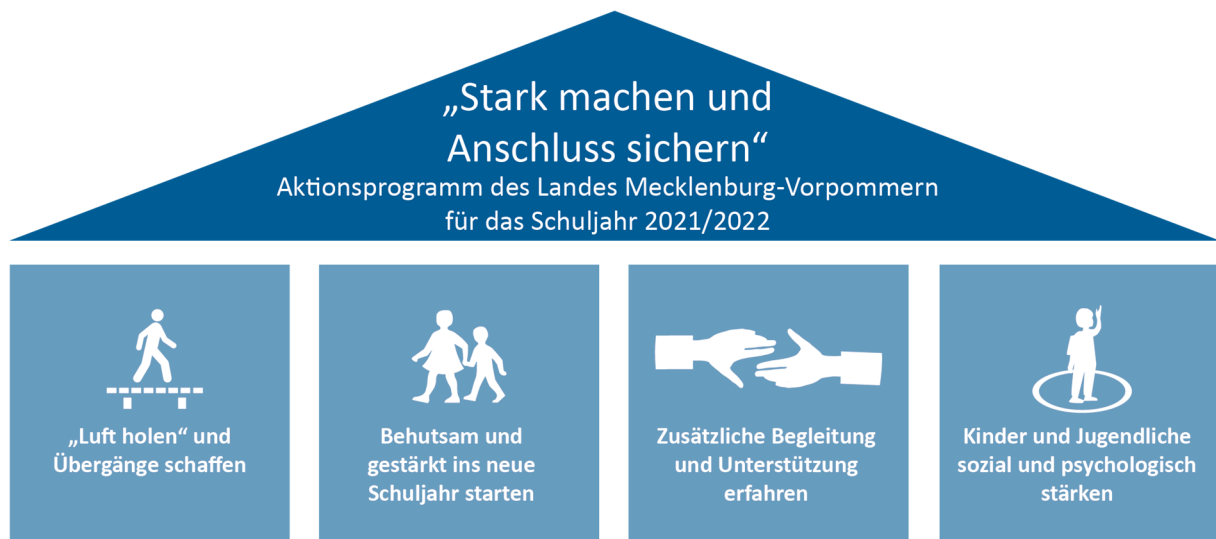 „Stark machen und
Anschluss sichern“
Aktionsprogramm des Landes Mecklenburg-Vorpommern
für das Schuljahr 2021/2022
„Luft holen“ und
Übergänge schaffen
Behutsam und
gestärkt ins neue
Schuljahr starten
Zusätzliche Begleitung
und Unterstützung
erfahren
Kinder und Jugendliche
sozial und psychologisch
stärken